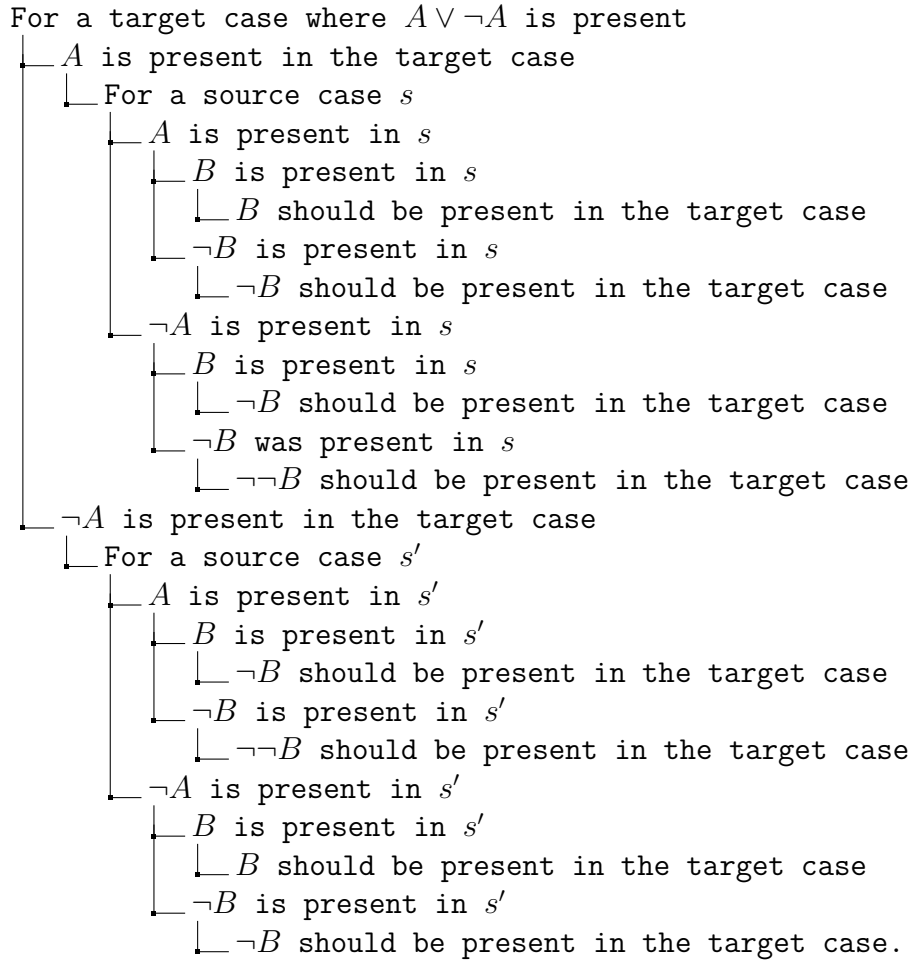 For a target case where A ∨ ¬A is present
A is present in the target case
For a source case s
A is present in s
B is present in s
B should be present in the target case
¬B is present in s
¬B should be present in the target case
¬A is present in s
B is present in s
¬B should be present in the target case
¬B was present in s
¬¬B should be present in the target case
¬A is present in the target case
For a source case s′
A is present in s′
B is present in s′
¬B should be present in the target case
¬B is present in s′
¬¬B should be present in the target case
¬A is present in s′
B is present in s′
B should be present in the target case
¬B is present in s′
¬B should be present in the target case.